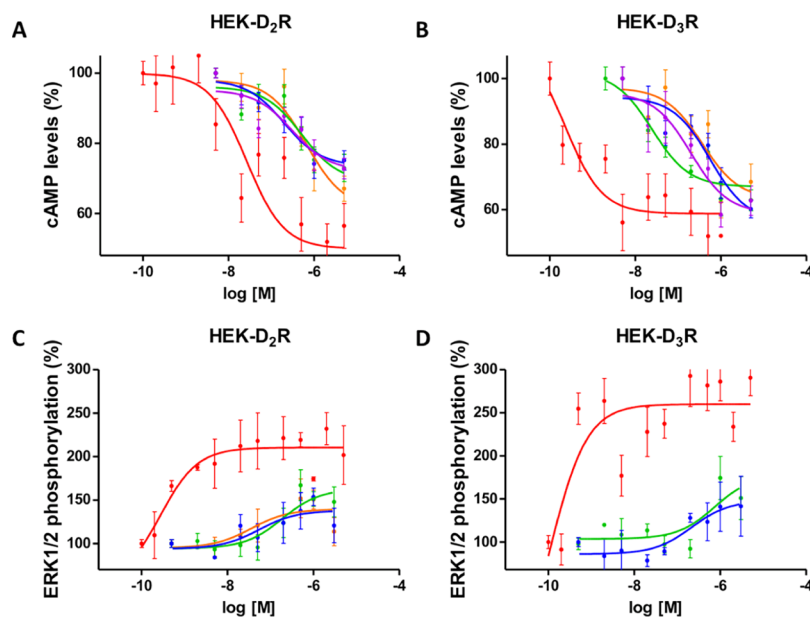 A
HEK-D2R
cAMP levels (%)
100
80
60
-10
-8
-6
-4
log [M]
B
HEK-D3R
cAMP levels (%)
100
80
60
-10
-8
-6
-4
log [M]
C
HEK-D2R
ERK1/2 phosphorylation (%)
300
250
200
150
100
-10
-8
-6
-4
log [M]
D
HEK-D3R
ERK1/2 phosphorylation (%)
300
250
200
150
100
-10
-8
-6
-4
log [M]